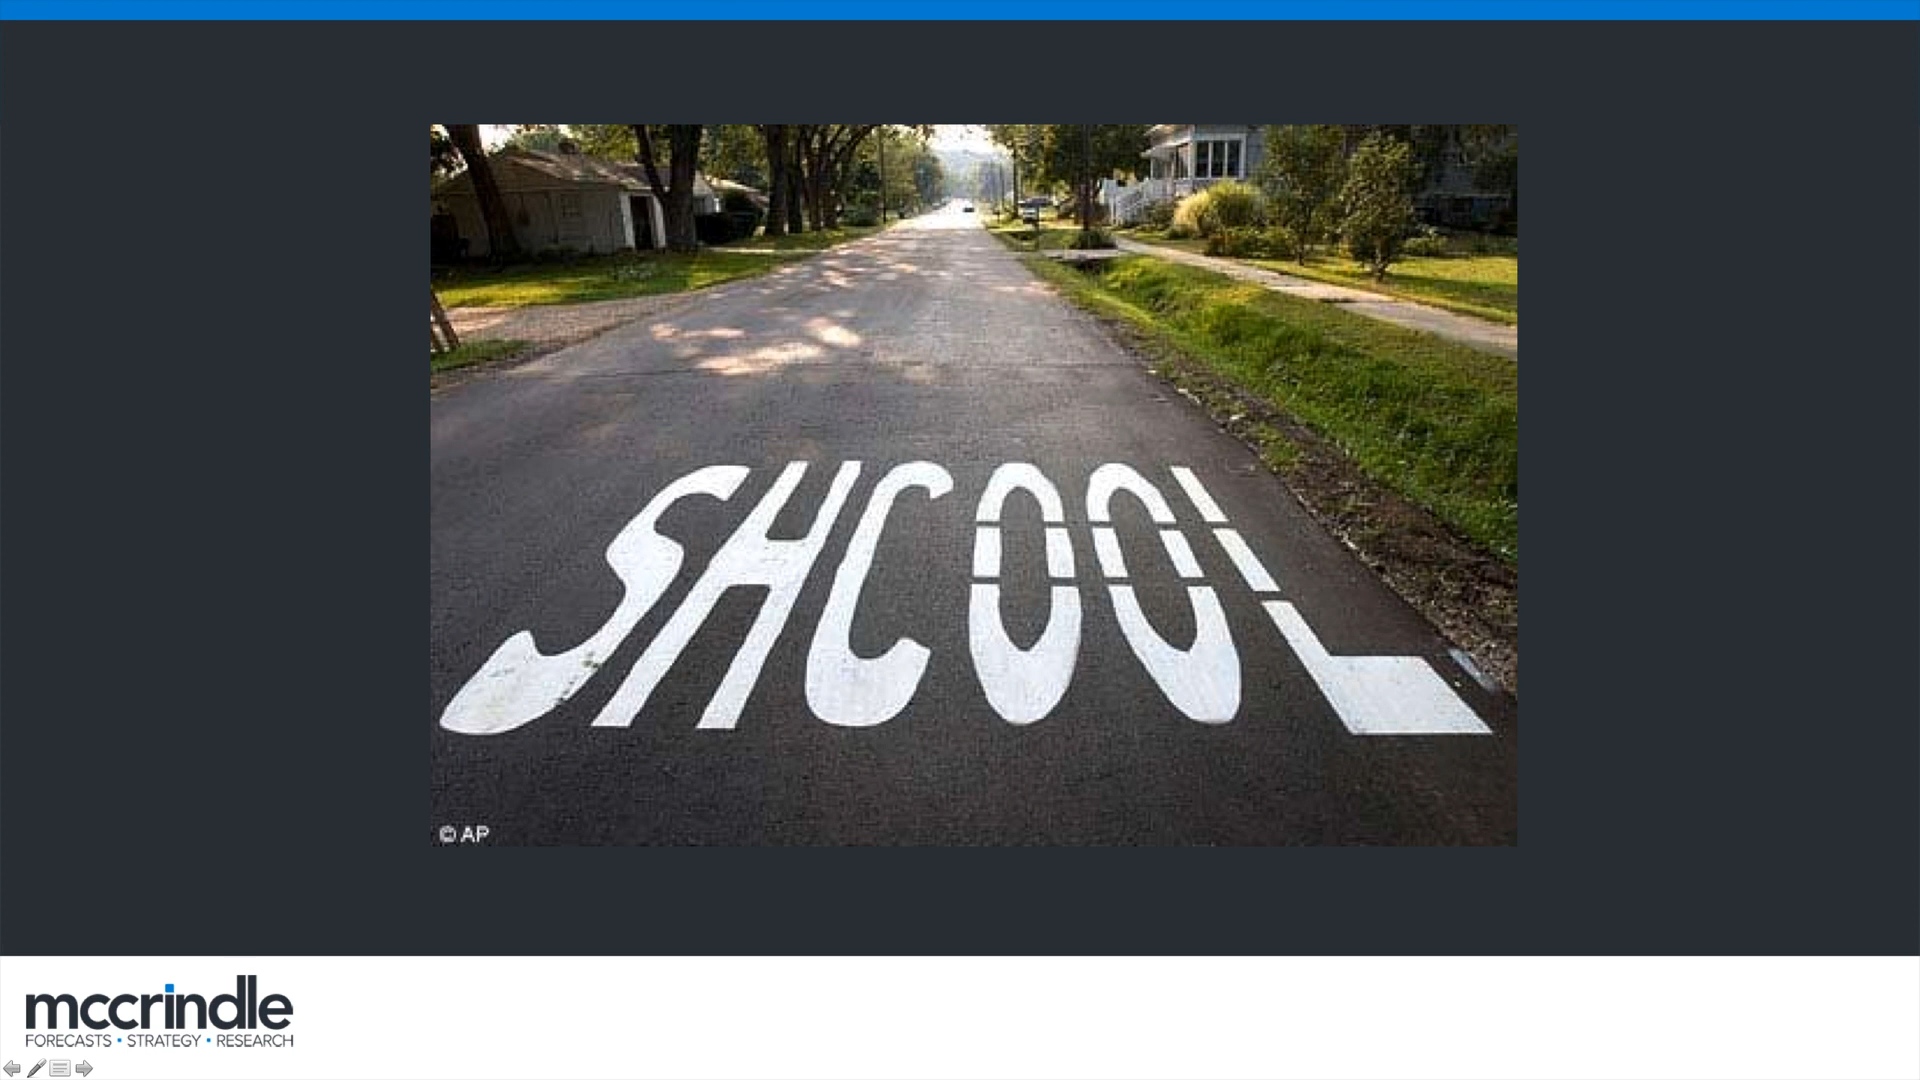 SHCOOL
© AP
mccrindle
FORECASTS • STRATEGY • RESEARCH